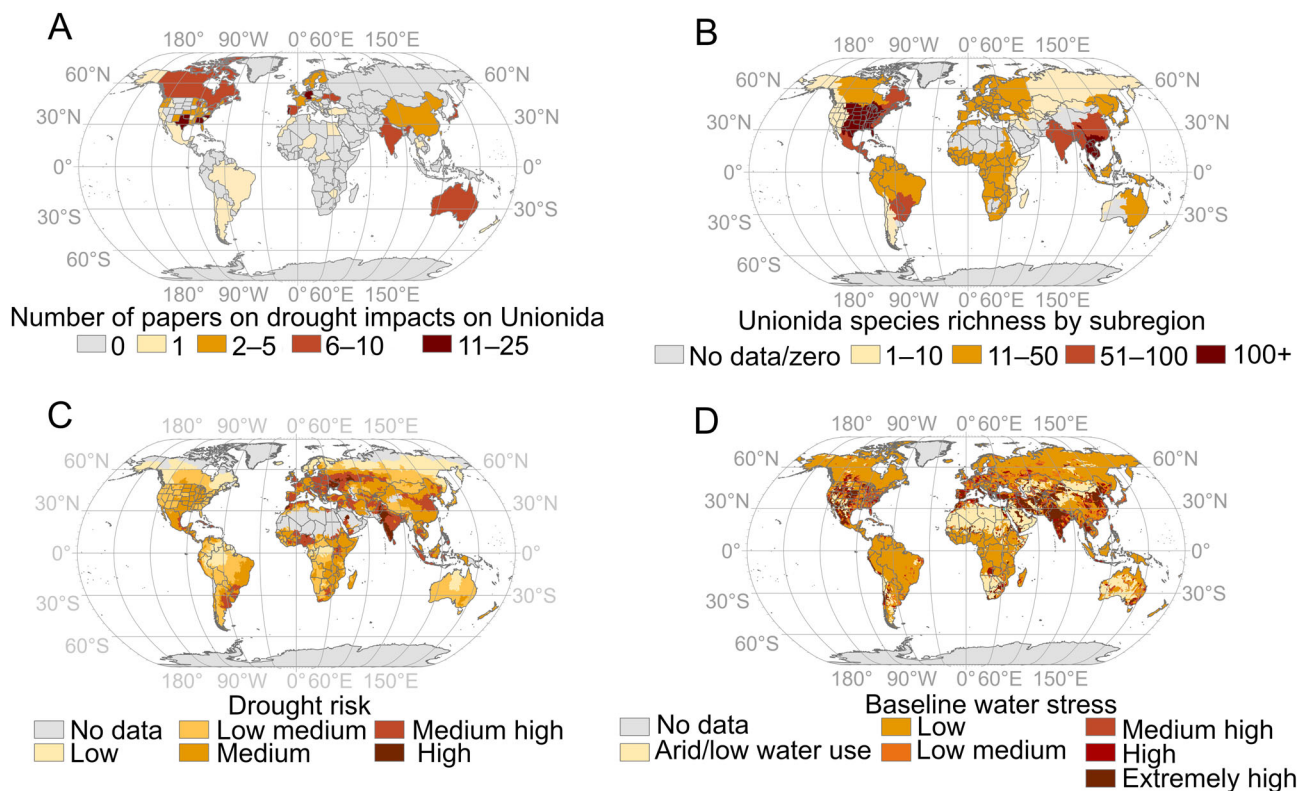 A
180° 90°W 0° 60°E 150°E
60°N 60°N
30°N 30°N
0° 0°
30°S 30°S
60°S 60°S
180° 90°W 0° 60°E 150°E
Number of papers on drought impacts on Unionida
0 1 2–5 6–10 11–25
B
180° 90°W 0° 60°E 150°E
60°N 60°N
30°N 30°N
0° 0°
30°S 30°S
60°S 60°S
180° 90°W 0° 60°E 150°E
Unionida species richness by subregion
No data/zero 1–10 11–50 51–100 100+
C
180° 90°W 0° 60°E 150°E
60°N 60°N
30°N 30°N
0° 0°
30°S 30°S
60°S 60°S
180° 90°W 0° 60°E 150°E
Drought risk
No data Low medium Medium high
Low Medium High
D
180° 90°W 0° 60°E 150°E
60°N 60°N
30°N 30°N
0° 0°
30°S 30°S
60°S 60°S
180° 90°W 0° 60°E 150°E
Baseline water stress
No data Low Medium high
Arid/low water use Low medium High
Extremely high